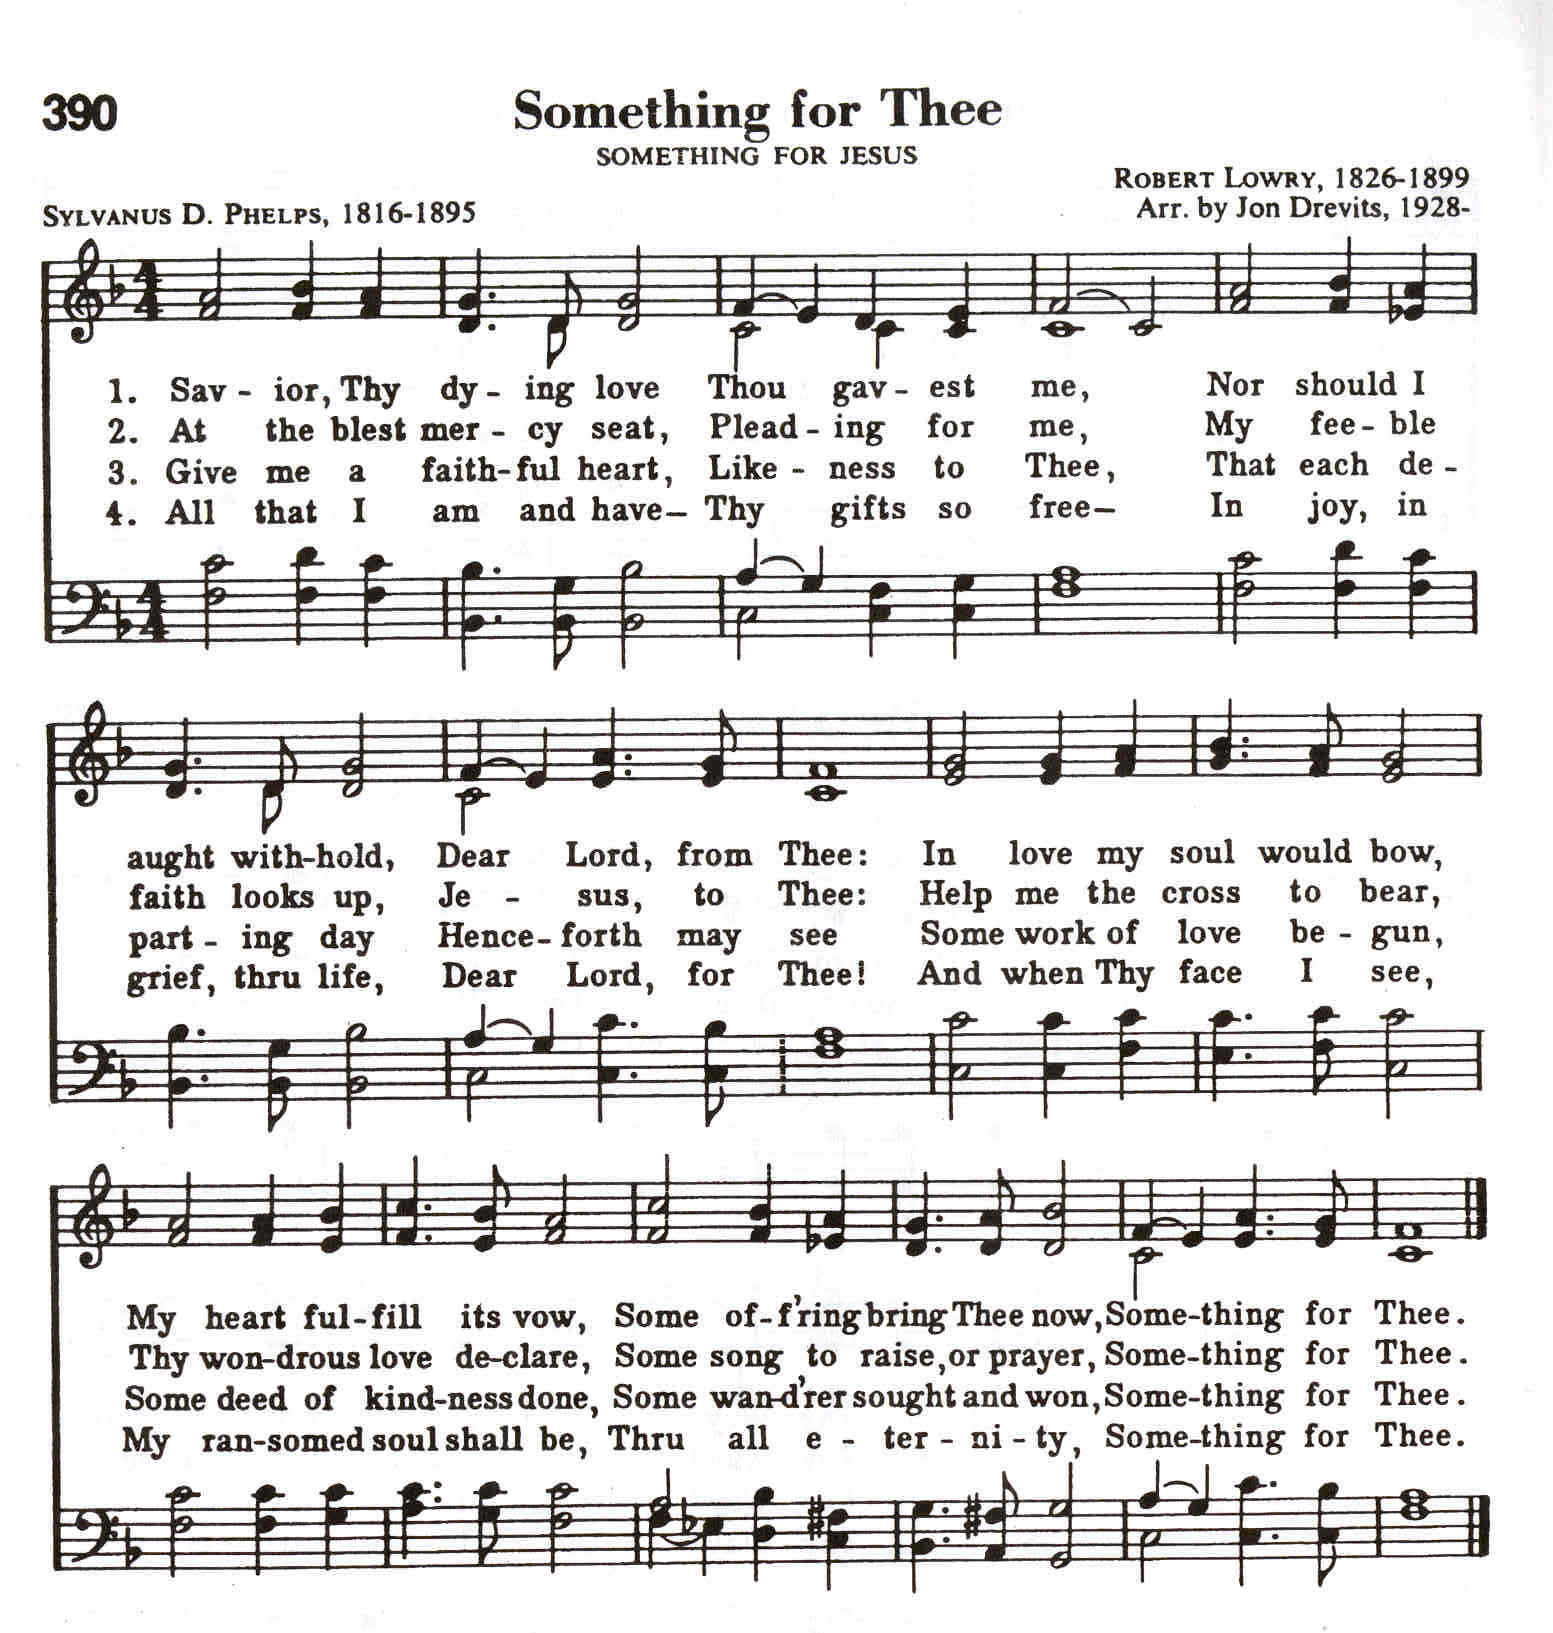 390
Something for Thee
SOMETHING FOR JESUS
ROBERT LOWRY, 1826-1899
SYLVANUS D. PHELPS, 1816-1895
Arr. by Jon Drevits, 1928-
1. Sav - ior, Thy dy - ing love Thou gav - est me, Nor should I
2. At the blest mer - cy seat, Plead - ing for me, My fee - ble
3. Give me a faith - ful heart, Like - ness to Thee, That each de -
4. All that I am and have— Thy gifts so free— In joy, in
aught with-hold, Dear Lord, from Thee: In love my soul would bow,
faith looks up, Je - sus, to Thee: Help me the cross to bear,
part - ing day Hence - forth may see Some work of love be - gun,
grief, thru life, Dear Lord, for Thee! And when Thy face I see,
My heart ful-fill its vow, Some of-f'ring bring Thee now, Some-thing for Thee.
Thy won-drous love de-clare, Some song to raise, or prayer, Some-thing for Thee.
Some deed of kind-ness done, Some wan-d'rer sought and won, Some-thing for Thee.
My ran-somed soul shall be, Thru all e - ter - ni - ty, Some-thing for Thee.